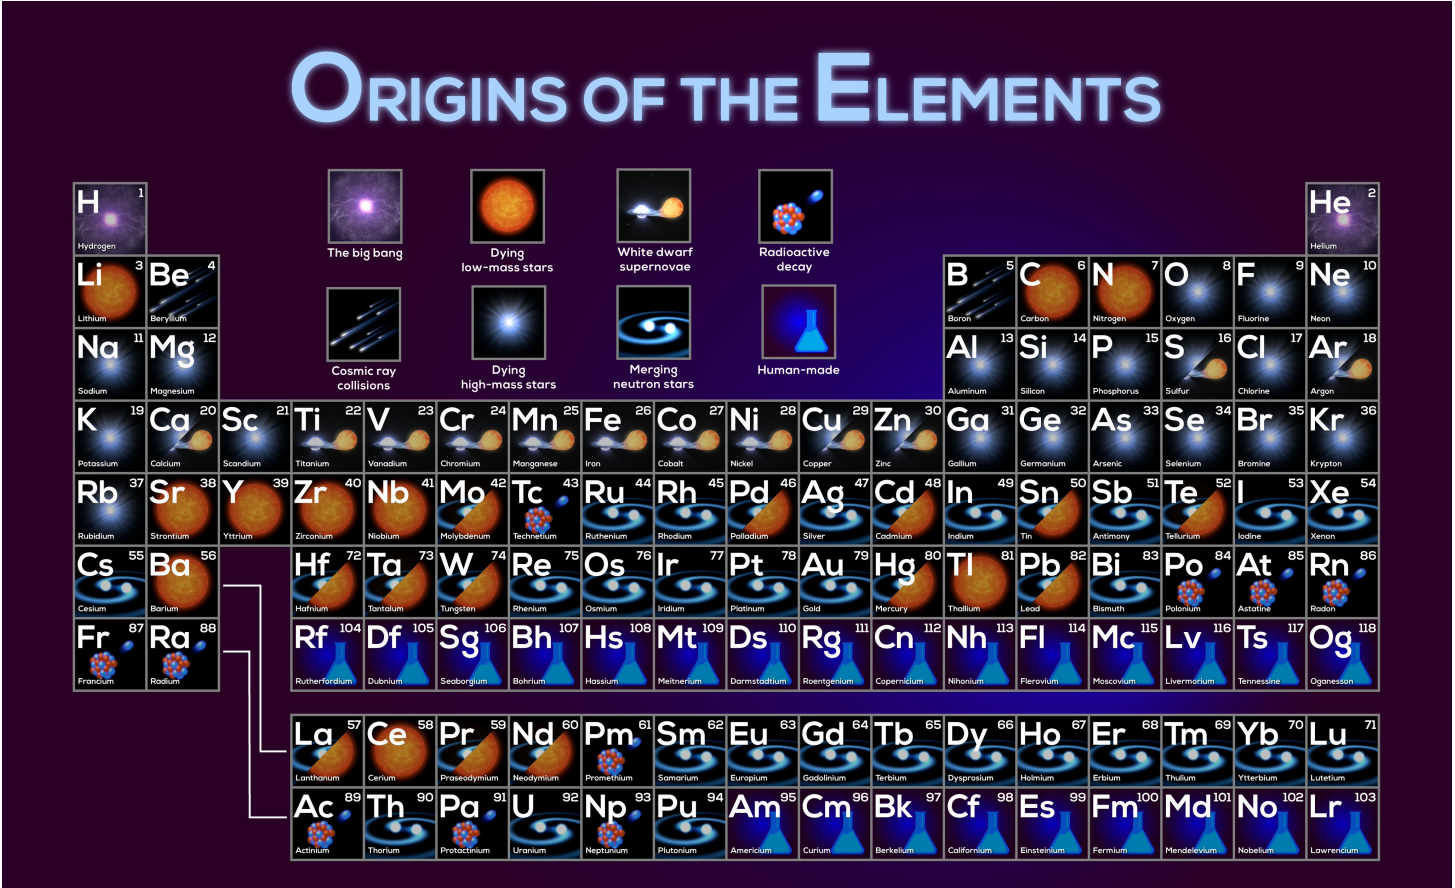 ORIGINS OF THE ELEMENTS
The big bang
Dying
low-mass stars
White dwarf
supernovae
Radioactive
decay
Cosmic ray
collisions
Dying
high-mass stars
Merging
neutron stars
Human-made
H 1 He 2
Hydrogen Helium
Li 3 Be 4 B 5 C 6 N 7 O 8 F 9 Ne 10
Lithium Beryllium Boron Carbon Nitrogen Oxygen Fluorine Neon
Na 11 Mg 12 Al 13 Si 14 P 15 S 16 Cl 17 Ar 18
Sodium Magnesium Aluminum Silicon Phosphorus Sulfur Chlorine Argon
K 19 Ca 20 Sc 21 Ti 22 V 23 Cr 24 Mn 25 Fe 26 Co 27 Ni 28 Cu 29 Zn 30 Ga 31 Ge 32 As 33 Se 34 Br 35 Kr 36
Potassium Calcium Scandium Titanium Vanadium Chromium Manganese Iron Cobalt Nickel Copper Zinc Gallium Germanium Arsenic Selenium Bromine Krypton
Rb 37 Sr 38 Y 39 Zr 40 Nb 41 Mo 42 Tc 43 Ru 44 Rh 45 Pd 46 Ag 47 Cd 48 In 49 Sn 50 Sb 51 Te 52 I 53 Xe 54
Rubidium Strontium Yttrium Zirconium Niobium Molybdenum Technetium Ruthenium Rhodium Palladium Silver Cadmium Indium Tin Antimony Tellurium Iodine Xenon
Cs 55 Ba 56 Hf 72 Ta 73 W 74 Re 75 Os 76 Ir 77 Pt 78 Au 79 Hg 80 Tl 81 Pb 82 Bi 83 Po 84 At 85 Rn 86
Cesium Barium Hafnium Tantalum Tungsten Rhenium Osmium Iridium Platinum Gold Mercury Thallium Lead Bismuth Polonium Astatine Radon
Fr 87 Ra 88 Rf 104 Df 105 Sg 106 Bh 107 Hs 108 Mt 109 Ds 110 Rg 111 Cn 112 Nh 113 Fl 114 Mc 115 Lv 116 Ts 117 Og 118
Francium Radium Rutherfordium Dubnium Seaborgium Bohrium Hassium Meitnerium Darmstadtium Roentgenium Copernicium Nihonium Flerovium Moscovium Livermorium Tennessine Oganesson
La 57 Ce 58 Pr 59 Nd 60 Pm 61 Sm 62 Eu 63 Gd 64 Tb 65 Dy 66 Ho 67 Er 68 Tm 69 Yb 70 Lu 71
Lanthanum Cerium Praseodymium Neodymium Promethium Samarium Europium Gadolinium Terbium Dysprosium Holmium Erbium Thulium Ytterbium Lutetium
Ac 89 Th 90 Pa 91 U 92 Np 93 Pu 94 Am 95 Cm 96 Bk 97 Cf 98 Es 99 Fm 100 Md 101 No 102 Lr 103
Actinium Thorium Protactinium Uranium Neptunium Plutonium Americium Curium Berkelium Californium Einsteinium Fermium Mendelevium Nobelium Lawrencium